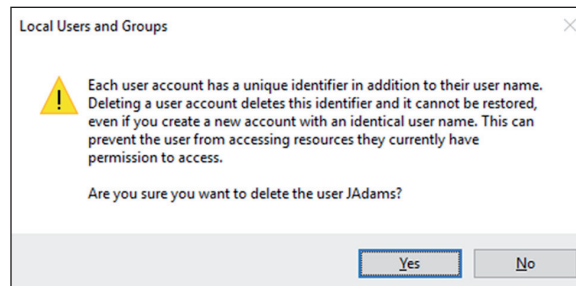 Local Users and Groups
Each user account has a unique identifier in addition to their user name.
Deleting a user account deletes this identifier and it cannot be restored,
even if you create a new account with an identical user name. This can
prevent the user from accessing resources they currently have
permission to access.
Are you sure you want to delete the user JAdams?
Yes
No